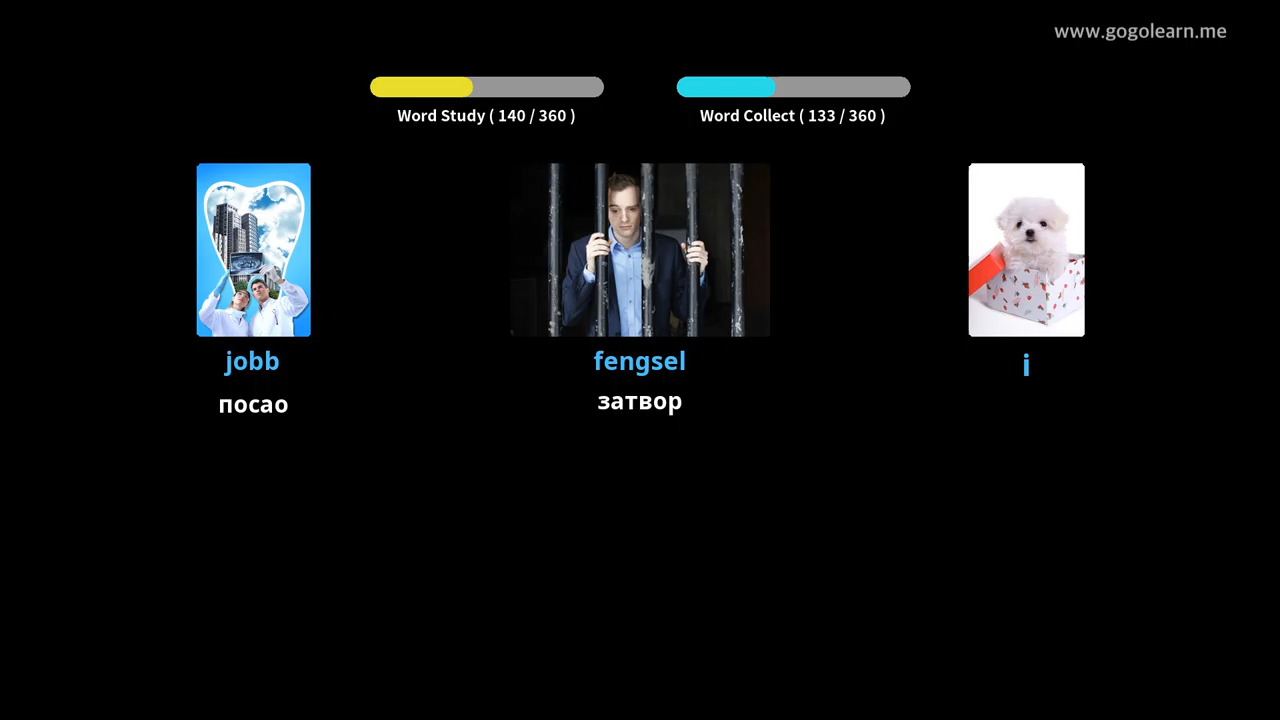 www.gogolearn.me
Word Study ( 140 / 360 )
Word Collect ( 133 / 360 )
jobb
fengsel
i
посао
затвор